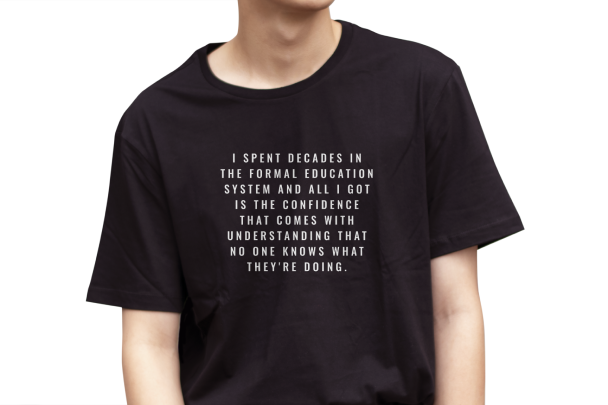 I SPENT DECADES IN
THE FORMAL EDUCATION
SYSTEM AND ALL I GOT
IS THE CONFIDENCE
THAT COMES WITH
UNDERSTANDING THAT
NO ONE KNOWS WHAT
THEY'RE DOING.